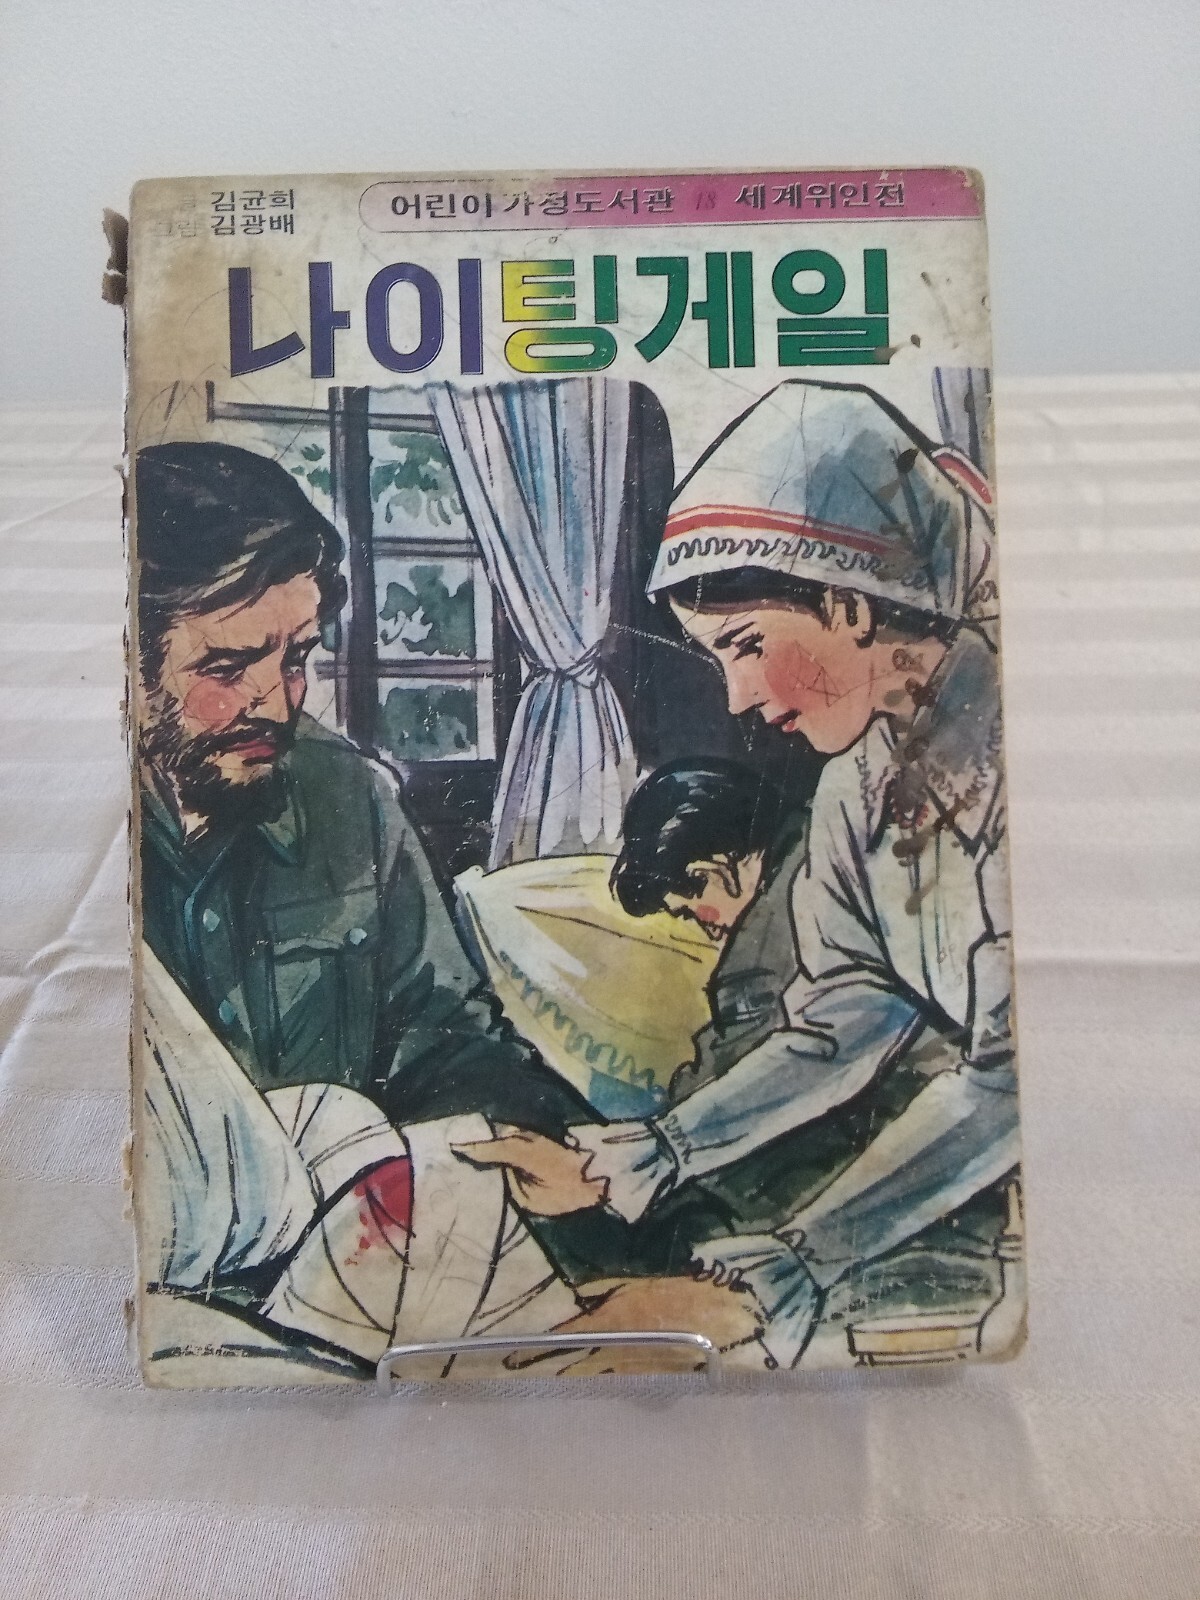 김균희
그림 김광배
어린이 가정도서관 18 세계위인전
나이팅게일